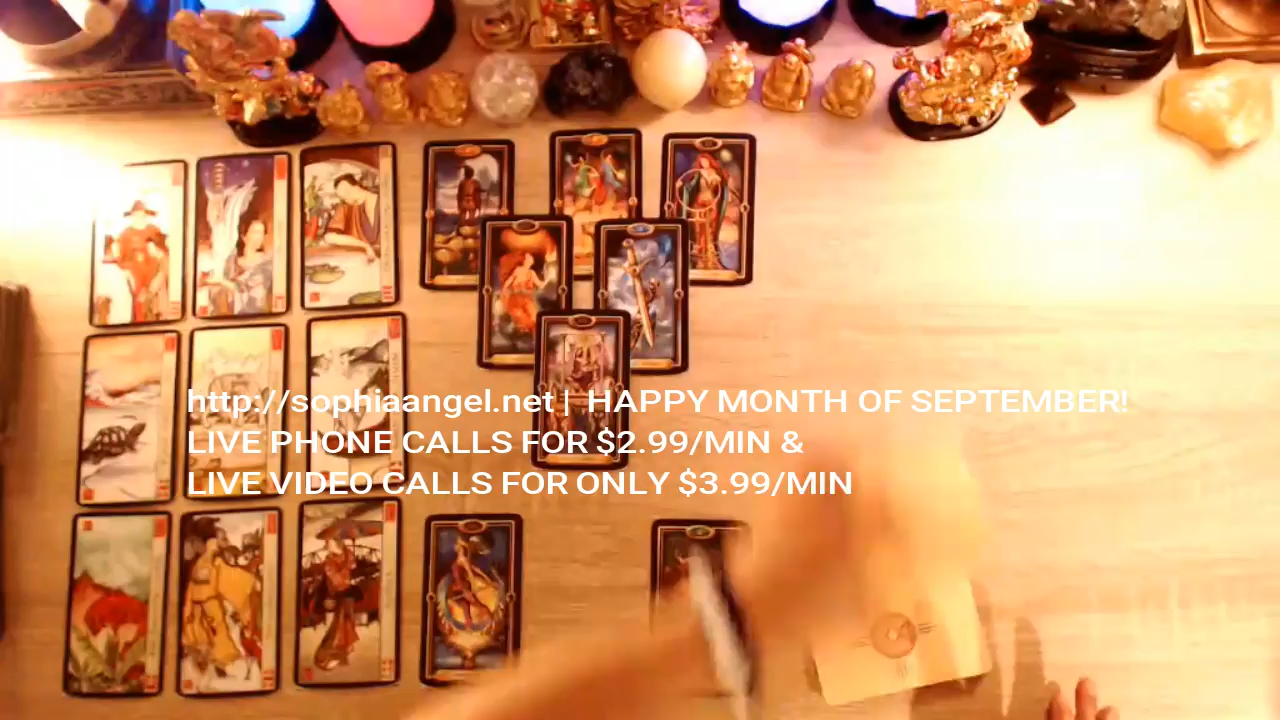 http://sophiaangel.net | HAPPY MONTH OF SEPTEMBER!
LIVE PHONE CALLS FOR $2.99/MIN &
LIVE VIDEO CALLS FOR ONLY $3.99/MIN